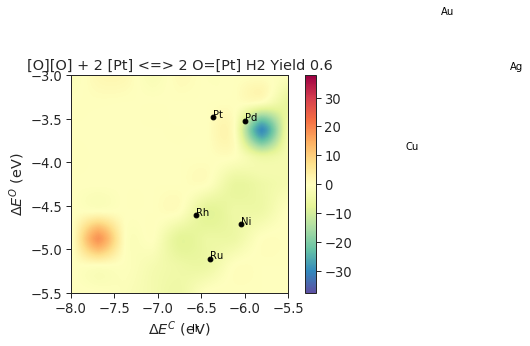 Au
Ag
[O][O] + 2 [Pt] <=> 2 O=[Pt] H2 Yield 0.6
−3.0
−3.5
−4.0
−4.5
−5.0
−5.5
ΔE^O (eV)
Pt
Pd
Cu
Rh
Ni
Ru
30
20
10
0
−10
−20
−30
−8.0 −7.5 −7.0 −6.5 −6.0 −5.5
ΔE^C (eV)
Ir